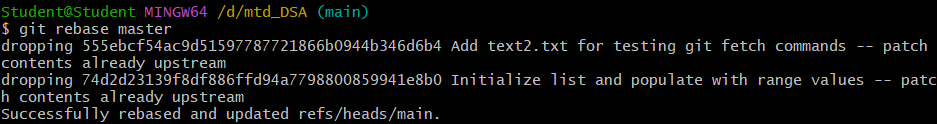 Student@Student MINGW64 /d/mtd_DSA (main)
$ git rebase master
dropping 555ebcf54ac9d51597787721866b0944b346d6b4 Add text2.txt for testing git fetch commands -- patch
contents already upstream
dropping 74d2d23139f8df886ffd94a7798800859941e8b0 Initialize list and populate with range values -- patc
h contents already upstream
Successfully rebased and updated refs/heads/main.